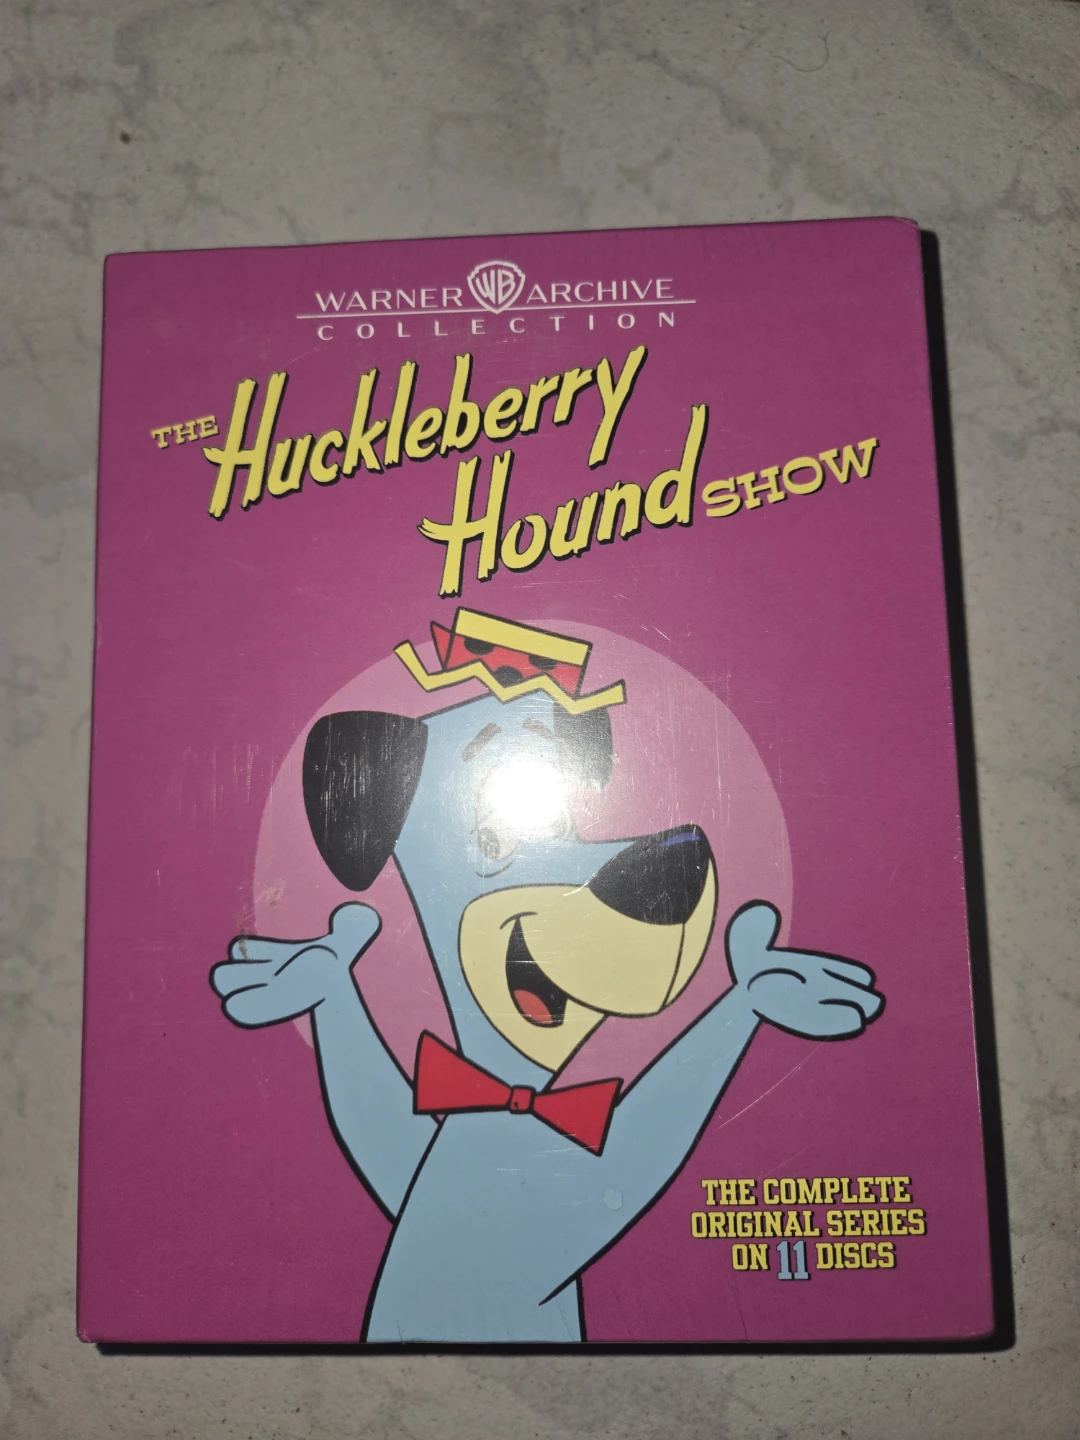 WARNER WB ARCHIVE
COLLECTION
THE Huckleberry
Hound SHOW
THE COMPLETE
ORIGINAL SERIES
ON 11 DISCS